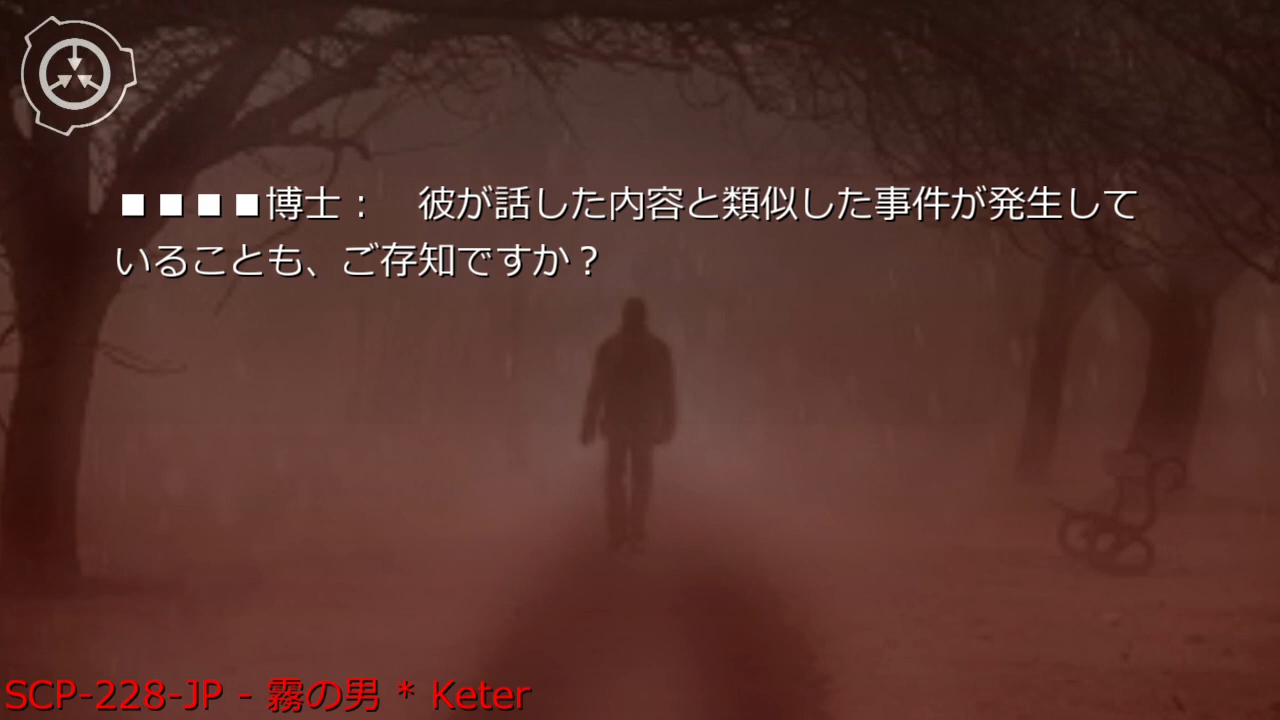 ■■■■博士：　彼が話した内容と類似した事件が発生して
いることも、ご存知ですか？
SCP-228-JP - 霧の男 * Keter